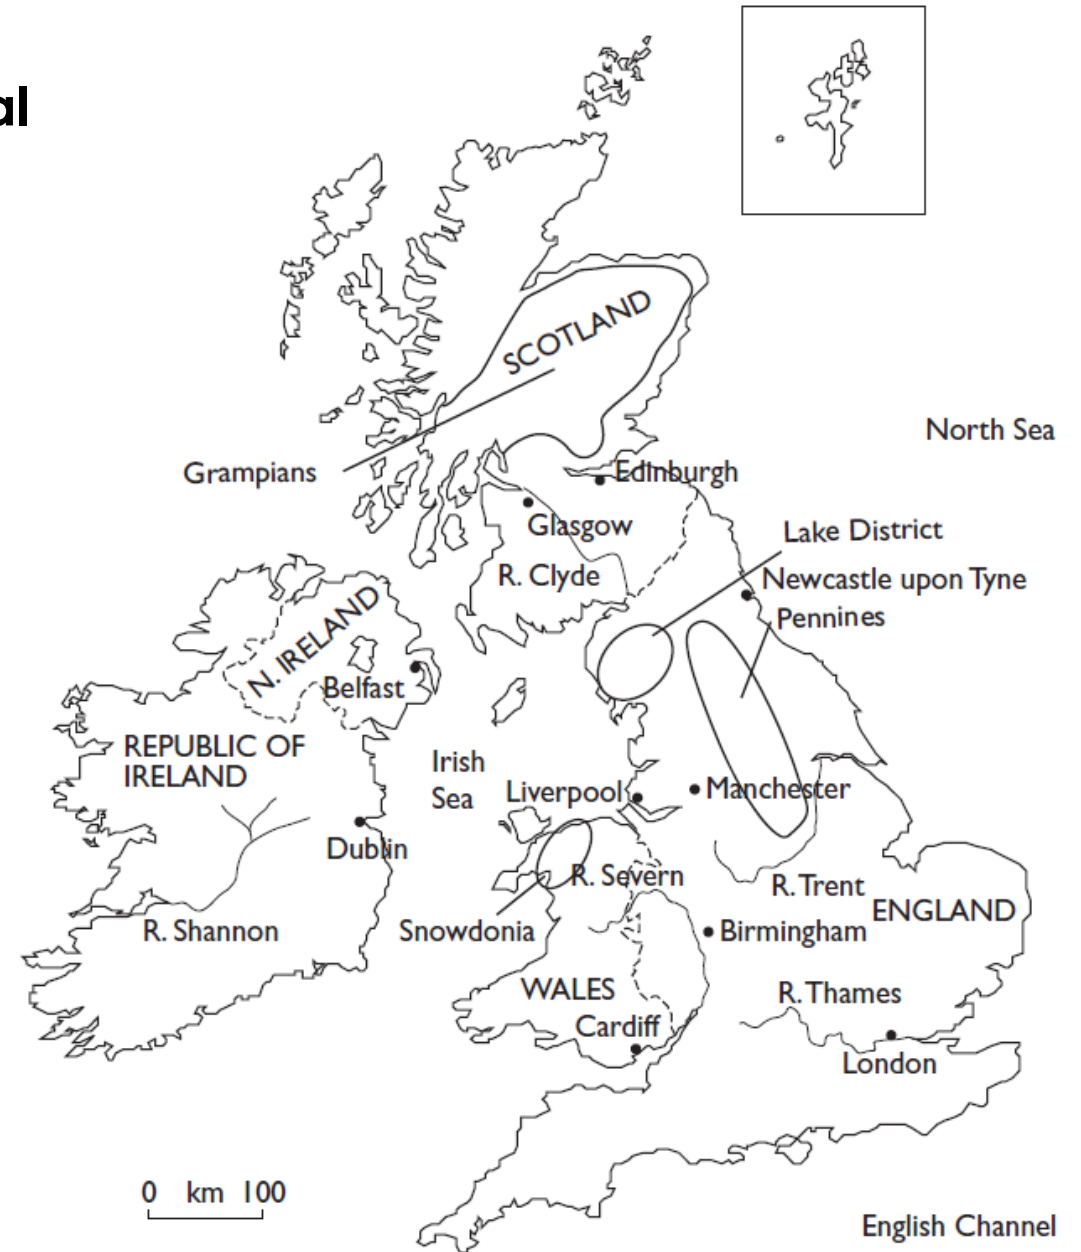 al
SCOTLAND
North Sea
Grampians
Edinburgh
Glasgow
Lake District
R. Clyde
Newcastle upon Tyne
Pennines
N. IRELAND
Belfast
REPUBLIC OF
IRELAND
Irish
Sea
Liverpool
Manchester
Dublin
R. Severn
R. Trent
ENGLAND
R. Shannon
Snowdonia
Birmingham
WALES
R. Thames
Cardiff
London
0 km 100
English Channel